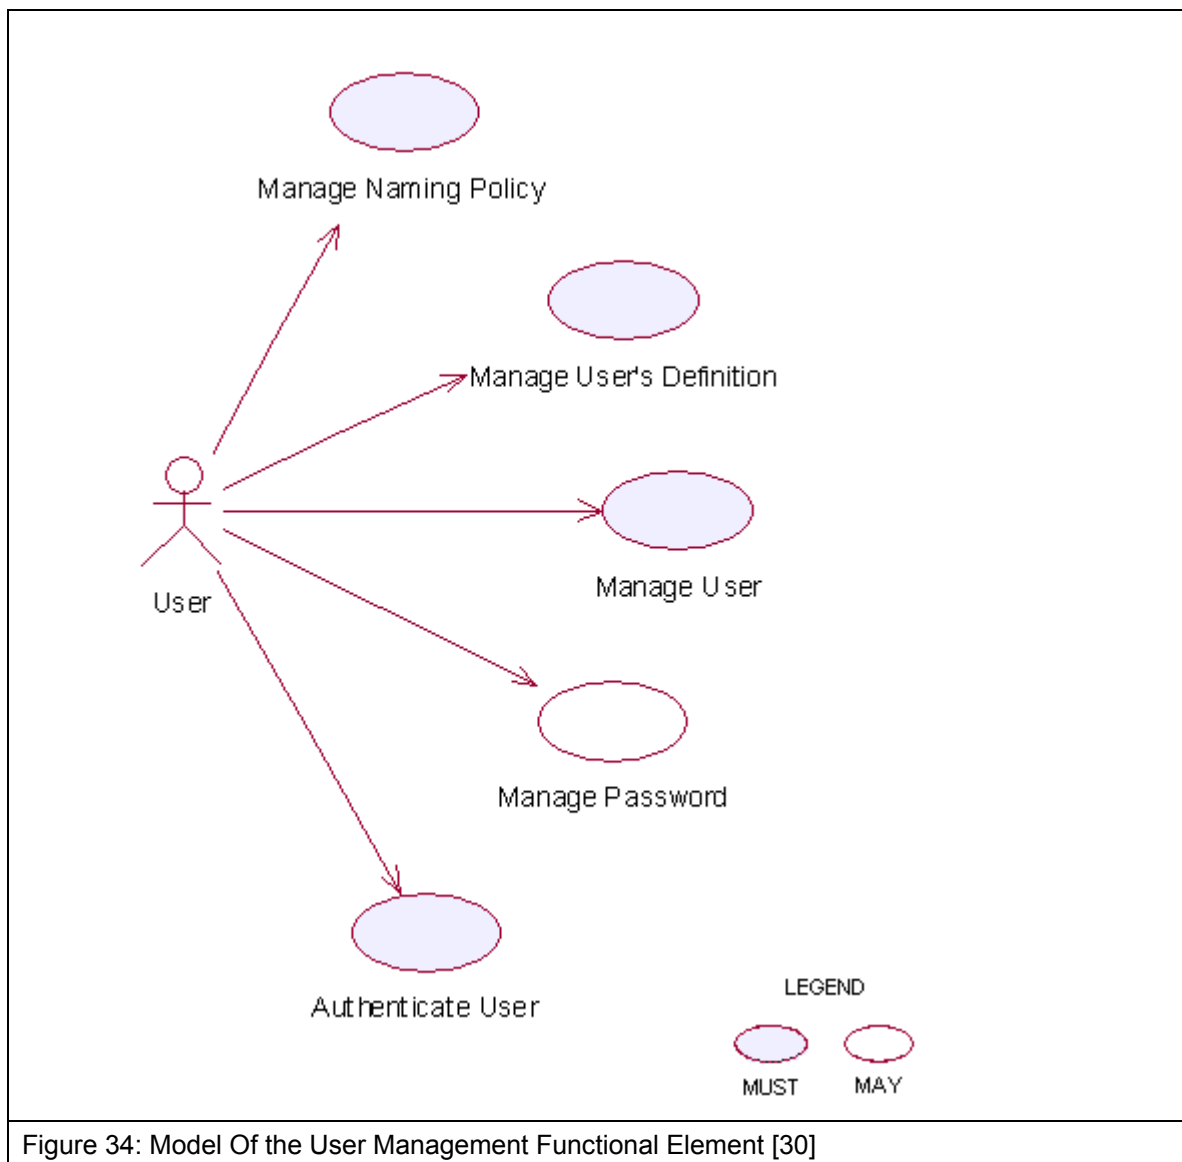 Manage Naming Policy
Manage User's Definition
Manage User
User
Manage Password
Authenticate User
LEGEND
MUST MAY
Figure 34: Model Of the User Management Functional Element [30]